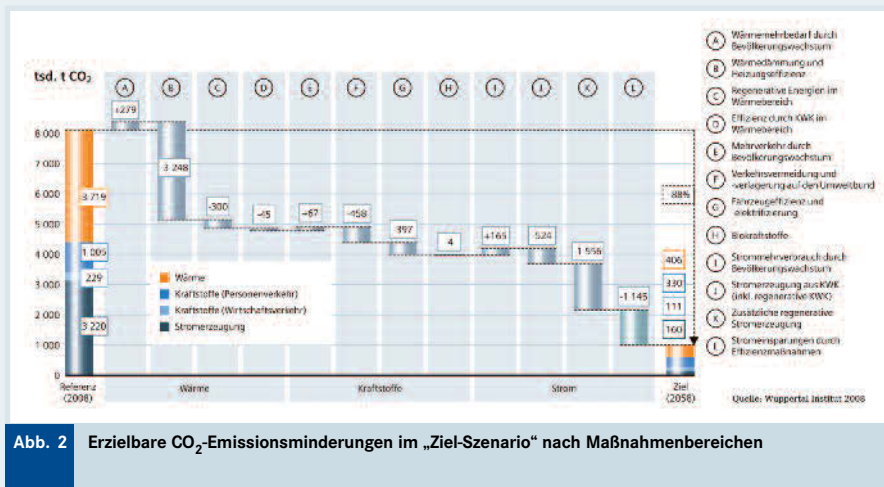 tsd. t CO₂
A
B
C
D
E
F
G
H
I
J
K
L
8 000
7 000
6 000
5 000
4 000
3 000
2 000
1 000
0
3 719
1 005
229
3 220
+279
3 248
-300
-45
+67
-458
397
4
+165
524
1 556
-1 145
-88%
406
330
111
160
Wärme
Kraftstoffe (Personenverkehr)
Kraftstoffe (Wirtschaftsverkehr)
Stromerzeugung
Referenz
(2008)
Wärme
Kraftstoffe
Strom
Ziel
(2058)
A
Wärmemehrbedarf durch
Bevölkerungswachstum
B
Wärmedämmung und
Heizungseffizienz
C
Regenerative Energien im
Wärmebereich
D
Effizienz durch KWK im
Wärmebereich
E
Mehrverkehr durch
Bevölkerungswachstum
F
Verkehrsvermeidung und
-verlagerung auf den Umweltbund
G
Fahrzeugeffizienz und
elektrifizierung
H
Biokraftstoffe
I
Strommehrverbrauch durch
Bevölkerungswachstum
J
Stromerzeugung aus KWK
(inkl. regenerative KWK)
K
Zusätzliche regenerative
Stromerzeugung
L
Stromeinsparungen durch
Effizienzmaßnahmen
Quelle: Wuppertal Institut 2008
Abb. 2 Erzielbare CO₂-Emissionsminderungen im „Ziel-Szenario“ nach Maßnahmenbereichen